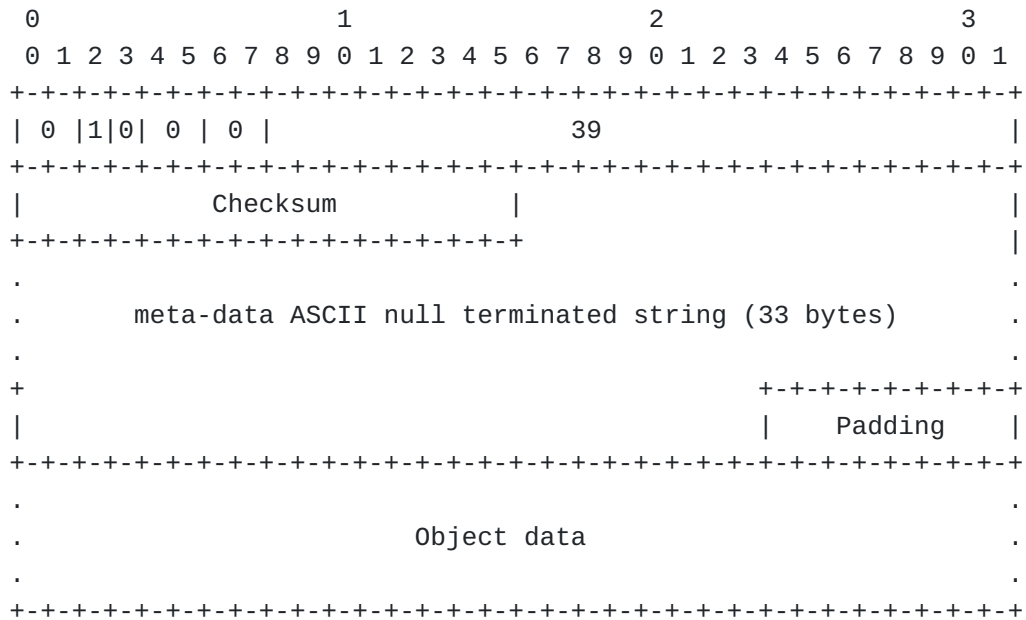 0                   1                   2                   3
 0 1 2 3 4 5 6 7 8 9 0 1 2 3 4 5 6 7 8 9 0 1 2 3 4 5 6 7 8 9 0 1
+-+-+-+-+-+-+-+-+-+-+-+-+-+-+-+-+-+-+-+-+-+-+-+-+-+-+-+-+-+-+-+-+
| 0 |1|0| 0 | 0 |                   39                          |
+-+-+-+-+-+-+-+-+-+-+-+-+-+-+-+-+-+-+-+-+-+-+-+-+-+-+-+-+-+-+-+-+
|            Checksum           |                               |
+-+-+-+-+-+-+-+-+-+-+-+-+-+-+-+-+                               |
.                                                               .
.       meta-data ASCII null terminated string (33 bytes)       .
.                                                               .
+                                               +-+-+-+-+-+-+-+-+
|                                               |    Padding    |
+-+-+-+-+-+-+-+-+-+-+-+-+-+-+-+-+-+-+-+-+-+-+-+-+-+-+-+-+-+-+-+-+
.                                                               .
.                         Object data                           .
.                                                               .
+-+-+-+-+-+-+-+-+-+-+-+-+-+-+-+-+-+-+-+-+-+-+-+-+-+-+-+-+-+-+-+-+